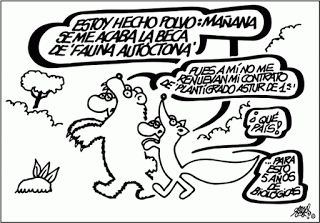 ESTOY HECHO POLVO: MAÑANA
SE ME ACABA LA BECA
DE 'FAUNA AUTÓCTONA'
PUES A MÍ NO ME
RENUEVAN MI CONTRATO
DE 'PLANTÍGRADO ASTUR DE 1ª'
¡QUÉ
PAÍS!
...PARA
ESTO
5 AÑOS
DE
BIOLÓGICAS